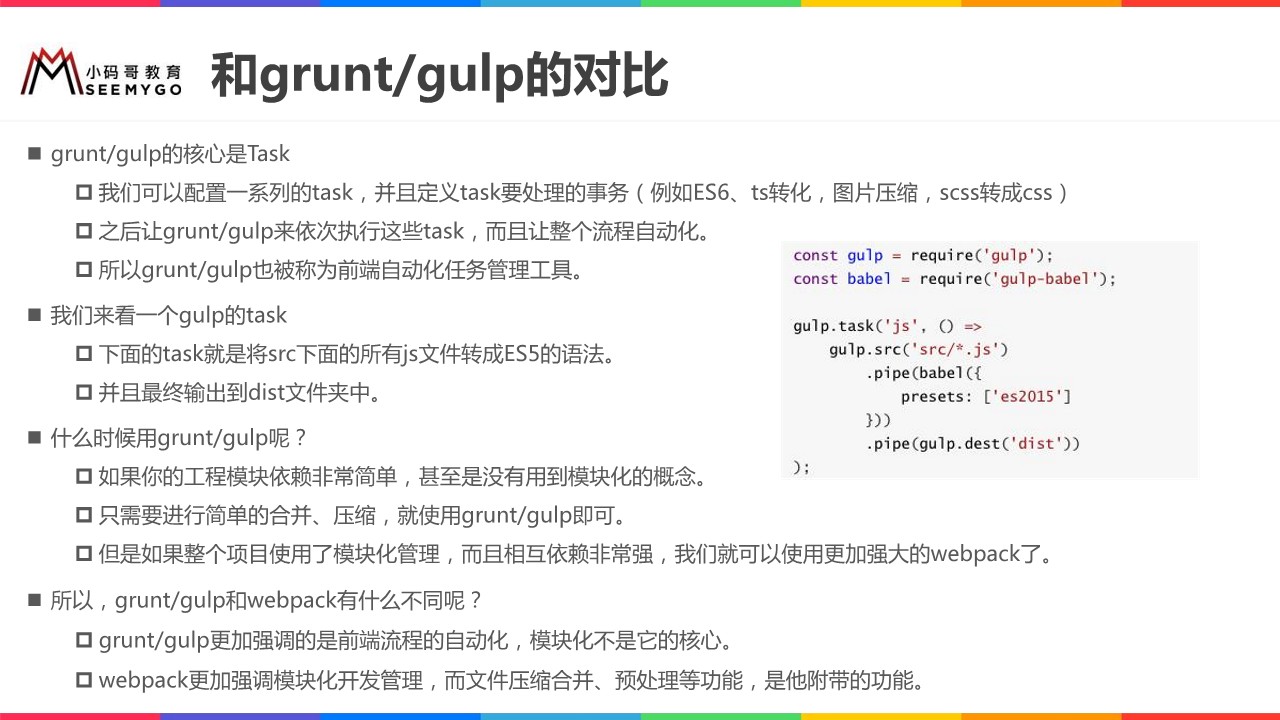 小码哥教育
SEEMYGO
和grunt/gulp的对比
grunt/gulp的核心是Task
我们可以配置一系列的task，并且定义task要处理的事务（例如ES6、ts转化，图片压缩，scss转成css）
之后让grunt/gulp来依次执行这些task，而且让整个流程自动化。
所以grunt/gulp也被称为前端自动化任务管理工具。
我们来看一个gulp的task
下面的task就是将src下面的所有js文件转成ES5的语法。
并且最终输出到dist文件夹中。
什么时候用grunt/gulp呢？
如果你的工程模块依赖非常简单，甚至是没有用到模块化的概念。
只需要进行简单的合并、压缩，就使用grunt/gulp即可。
但是如果整个项目使用了模块化管理，而且相互依赖非常强，我们就可以使用更加强大的webpack了。
所以，grunt/gulp和webpack有什么不同呢？
grunt/gulp更加强调的是前端流程的自动化，模块化不是它的核心。
webpack更加强调模块化开发管理，而文件压缩合并、预处理等功能，是他附带的功能。
const gulp = require('gulp');
const babel = require('gulp-babel');
gulp.task('js', () =>
gulp.src('src/*.js')
.pipe(babel({
presets: ['es2015']
}))
.pipe(gulp.dest('dist'))
);